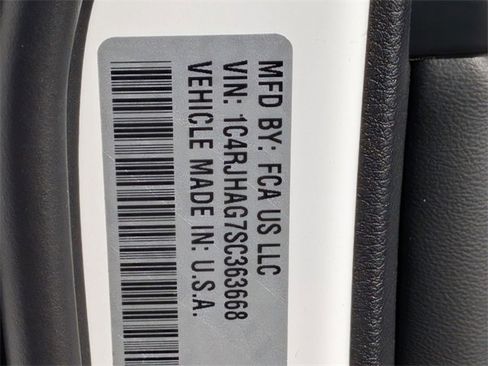 MFD BY: FCA US LLC
VIN: 1C4RJHAG7SC363668
VEHICLE MADE IN: U.S.A.